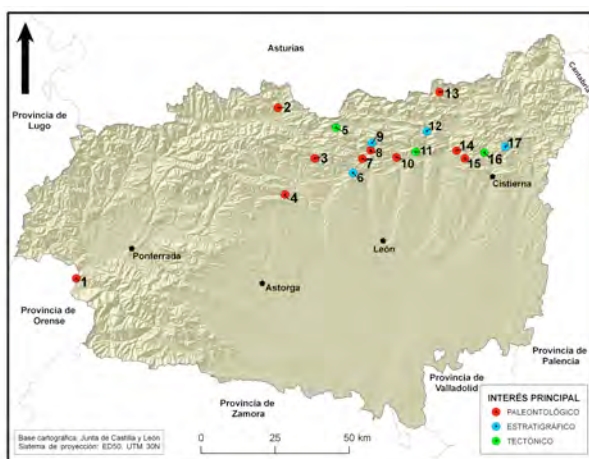 Asturias
Cantabria
Provincia de
Lugo
13
2
5
12
9
17
8
14
11
16
3
7
10
15
6
Cistierna
4
León
Ponferrada
1
Astorga
Provincia de
Orense
Provincia de
Palencia
Provincia de
Valladolid
Provincia de
Zamora
INTERÉS PRINCIPAL
PALEONTOLÓGICO
ESTRATIGRÁFICO
TECTÓNICO
Base cartográfica: Junta de Castilla y León
Sistema de proyección: ED50. UTM 30N
0 25 50 km